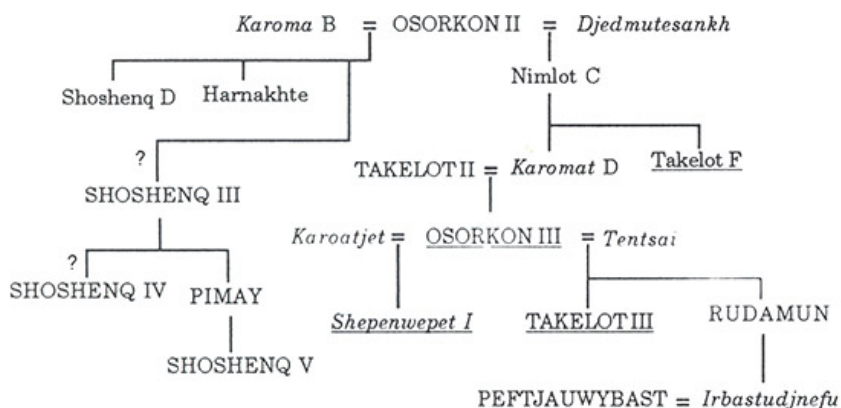 Karoma B = OSORKON II = Djedmutesankh
Shoshenq D Harnakhte Nimlot C
?
TAKELOT II = Karomat D Takelot F
SHOSHENQ III
Karoatjet = OSORKON III = Tentsai
?
SHOSHENQ IV PIMAY
Shepenwepet I TAKELOT III RUDAMUN
SHOSHENQ V
PEFTJAUWYBAST = Irbastudjnefu